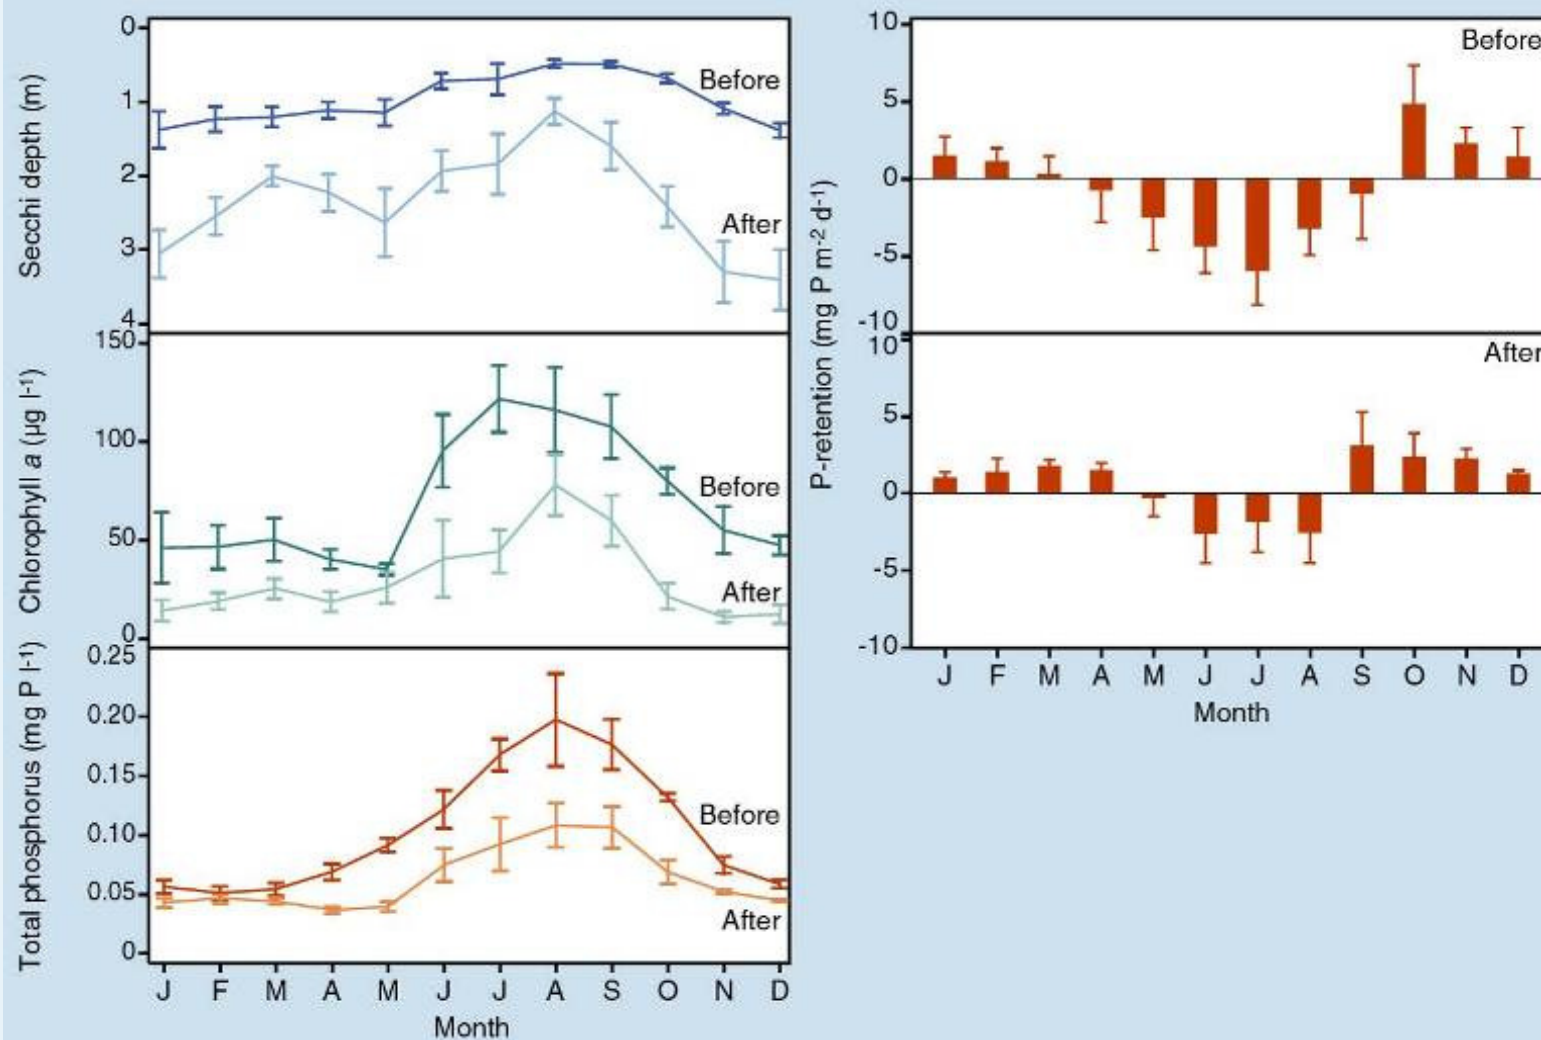 Secchi depth (m)
0
1
2
3
4
Before
After
Chlorophyll a (µg l-1)
150
100
50
0
Before
After
Total phosphorus (mg P l-1)
0.25
0.20
0.15
0.10
0.05
0
Before
After
J F M A M J J A S O N D
Month
P-retention (mg P m-2 d-1)
10
5
0
-5
-10
Before
10
5
0
-5
-10
After
J F M A M J J A S O N D
Month